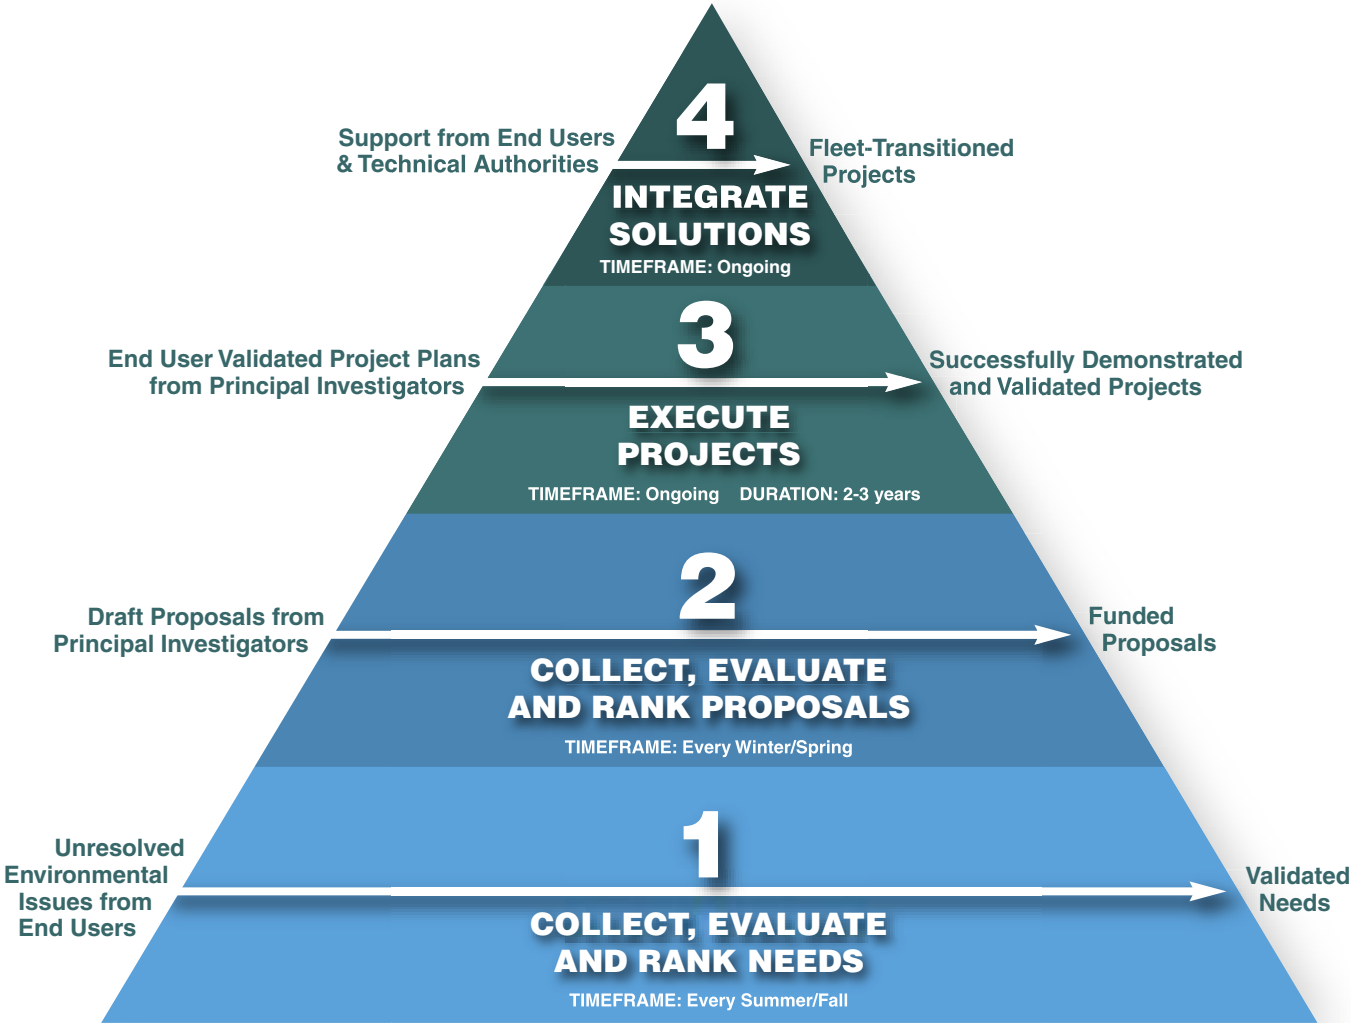 4
Support from End Users
& Technical Authorities
Fleet-Transitioned
Projects
INTEGRATE
SOLUTIONS
TIMEFRAME: Ongoing
3
End User Validated Project Plans
from Principal Investigators
Successfully Demonstrated
and Validated Projects
EXECUTE
PROJECTS
TIMEFRAME: Ongoing DURATION: 2-3 years
2
Draft Proposals from
Principal Investigators
Funded
Proposals
COLLECT, EVALUATE
AND RANK PROPOSALS
TIMEFRAME: Every Winter/Spring
1
Unresolved
Environmental
Issues from
End Users
Validated
Needs
COLLECT, EVALUATE
AND RANK NEEDS
TIMEFRAME: Every Summer/Fall